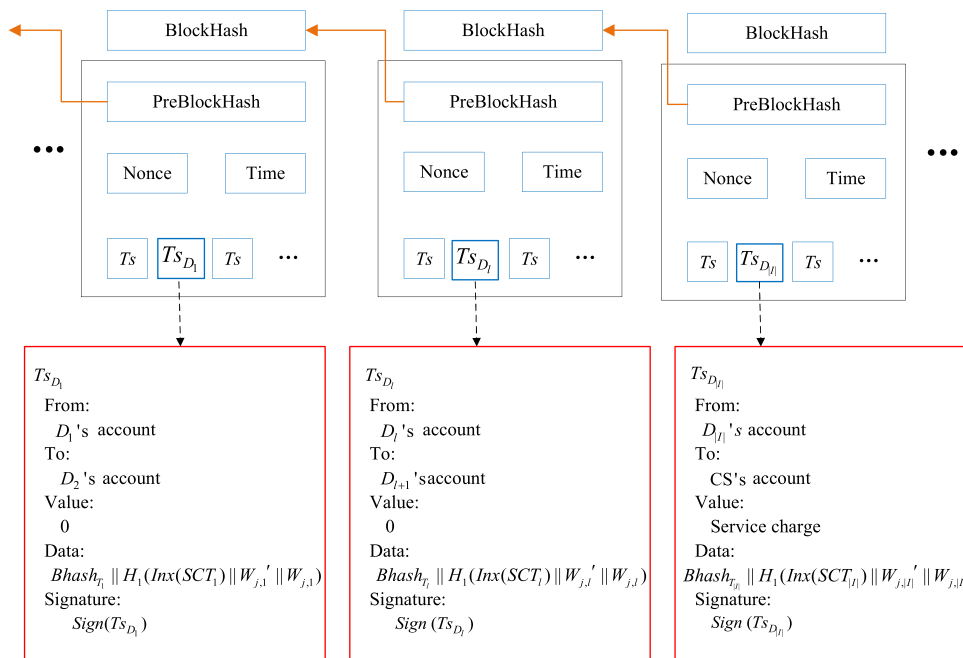 BlockHash
BlockHash
BlockHash
PreBlockHash
PreBlockHash
PreBlockHash
...
...
Nonce
Time
Nonce
Time
Nonce
Time
Ts
Ts_{D_1}
Ts
...
Ts
Ts_{D_l}
Ts
...
Ts
Ts_{D_{|I|}}
Ts
...
Ts_{D_1}
From:
D_1's account
To:
D_2's account
Value:
0
Data:
Bhash_{T_1} || H_1(Inx(SCT_1) || W_{j,1}' || W_{j,1})
Signature:
Sign(Ts_{D_1})
Ts_{D_l}
From:
D_l's account
To:
D_{l+1}'s account
Value:
0
Data:
Bhash_{T_l} || H_1(Inx(SCT_l) || W_{j,l}' || W_{j,l})
Signature:
Sign (Ts_{D_l})
Ts_{D_{|I|}}
From:
D_{|I|}'s account
To:
CS's account
Value:
Service charge
Data:
Bhash_{T_{|I|}} || H_1(Inx(SCT_{|I|}) || W_{j,|I|}' || W_{j,|I
Signature:
Sign (Ts_{D_{|I|}})